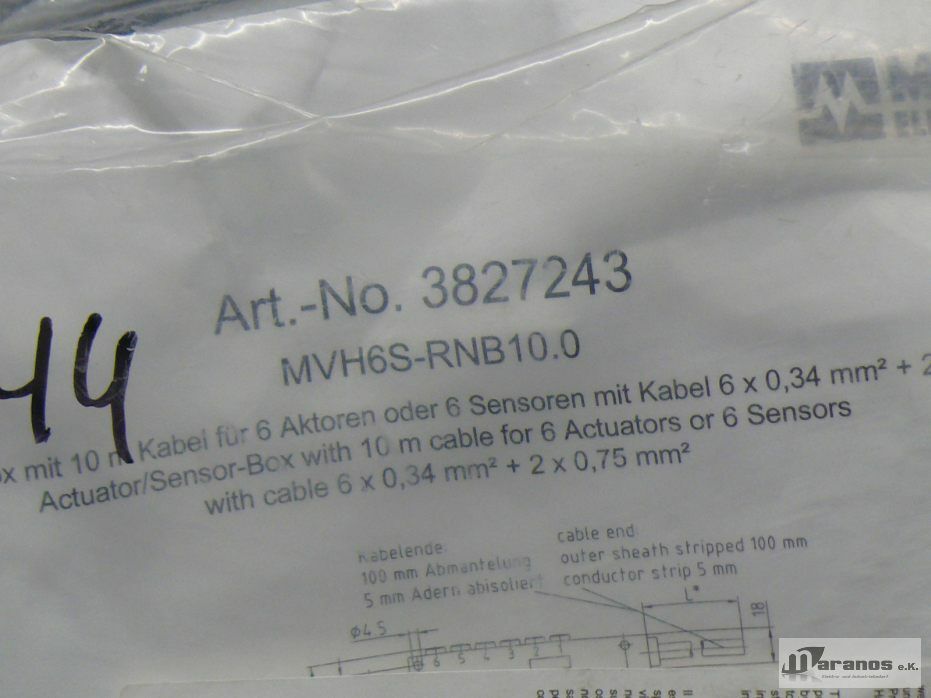 Art.-No. 3827243
MVH6S-RNB10.0
44
mit 10 m Kabel für 6 Aktoren oder 6 Sensoren mit Kabel 6 x 0,34 mm² + 2
Actuator/Sensor-Box with 10 m cable for 6 Actuators or 6 Sensors
with cable 6 x 0,34 mm² + 2 x 0,75 mm²
Kabelende:
100 mm Abmantelung
5 mm Adern abisoliert
cable end:
outer sheath stripped 100 mm
conductor strip 5 mm
L*
18
ϕ4.5
6 5 4 3 2 1
maranos e.K.